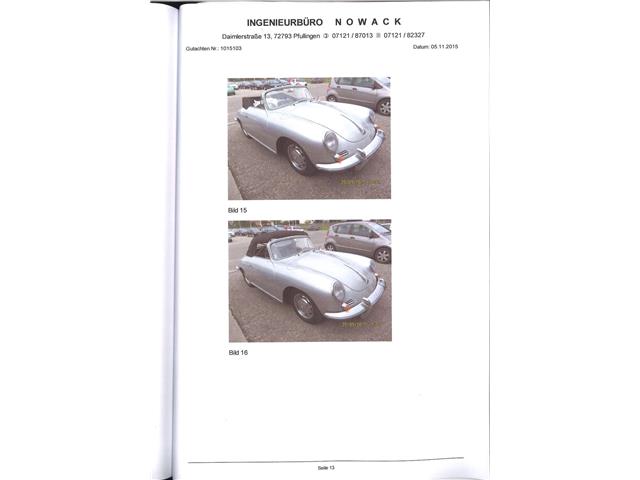 INGENIEURBÜRO N O W A C K
Daimlerstraße 13, 72793 Pfullingen ✆ 07121 / 87013 07121 / 82327
Gutachten Nr.: 1015103 Datum: 05.11.2015
Bild 15
Bild 16
Seite 13